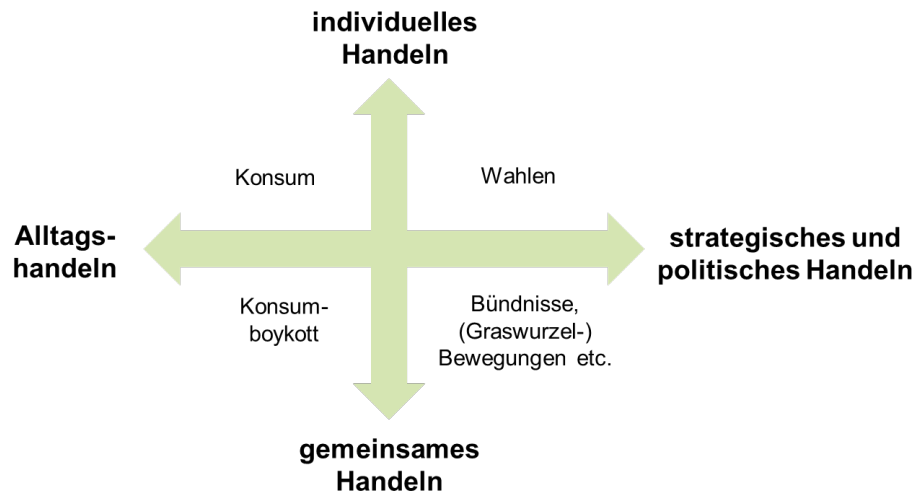 individuelles
Handeln
Konsum
Wahlen
Alltags-
handeln
strategisches und
politisches Handeln
Konsum-
boykott
Bündnisse,
(Graswurzel-)
Bewegungen etc.
gemeinsames
Handeln